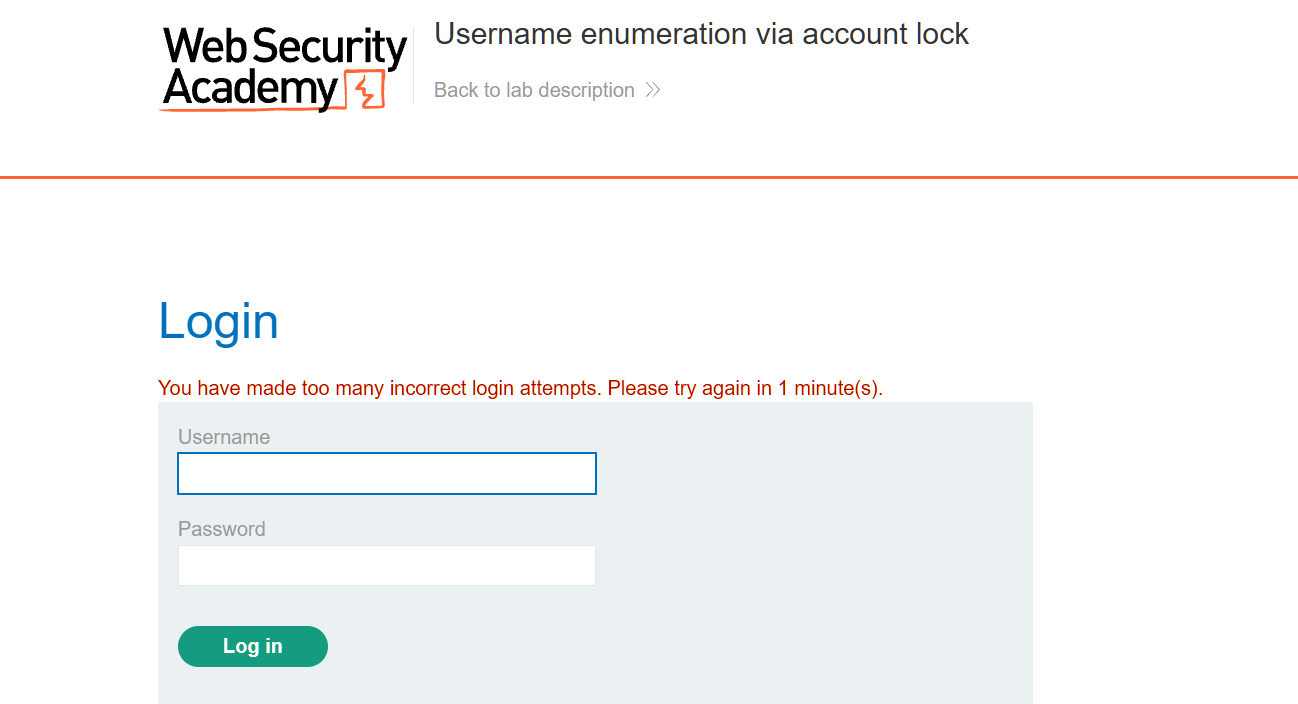 Web Security
Academy
Username enumeration via account lock
Back to lab description
Login
You have made too many incorrect login attempts. Please try again in 1 minute(s).
Username
Password
Log in